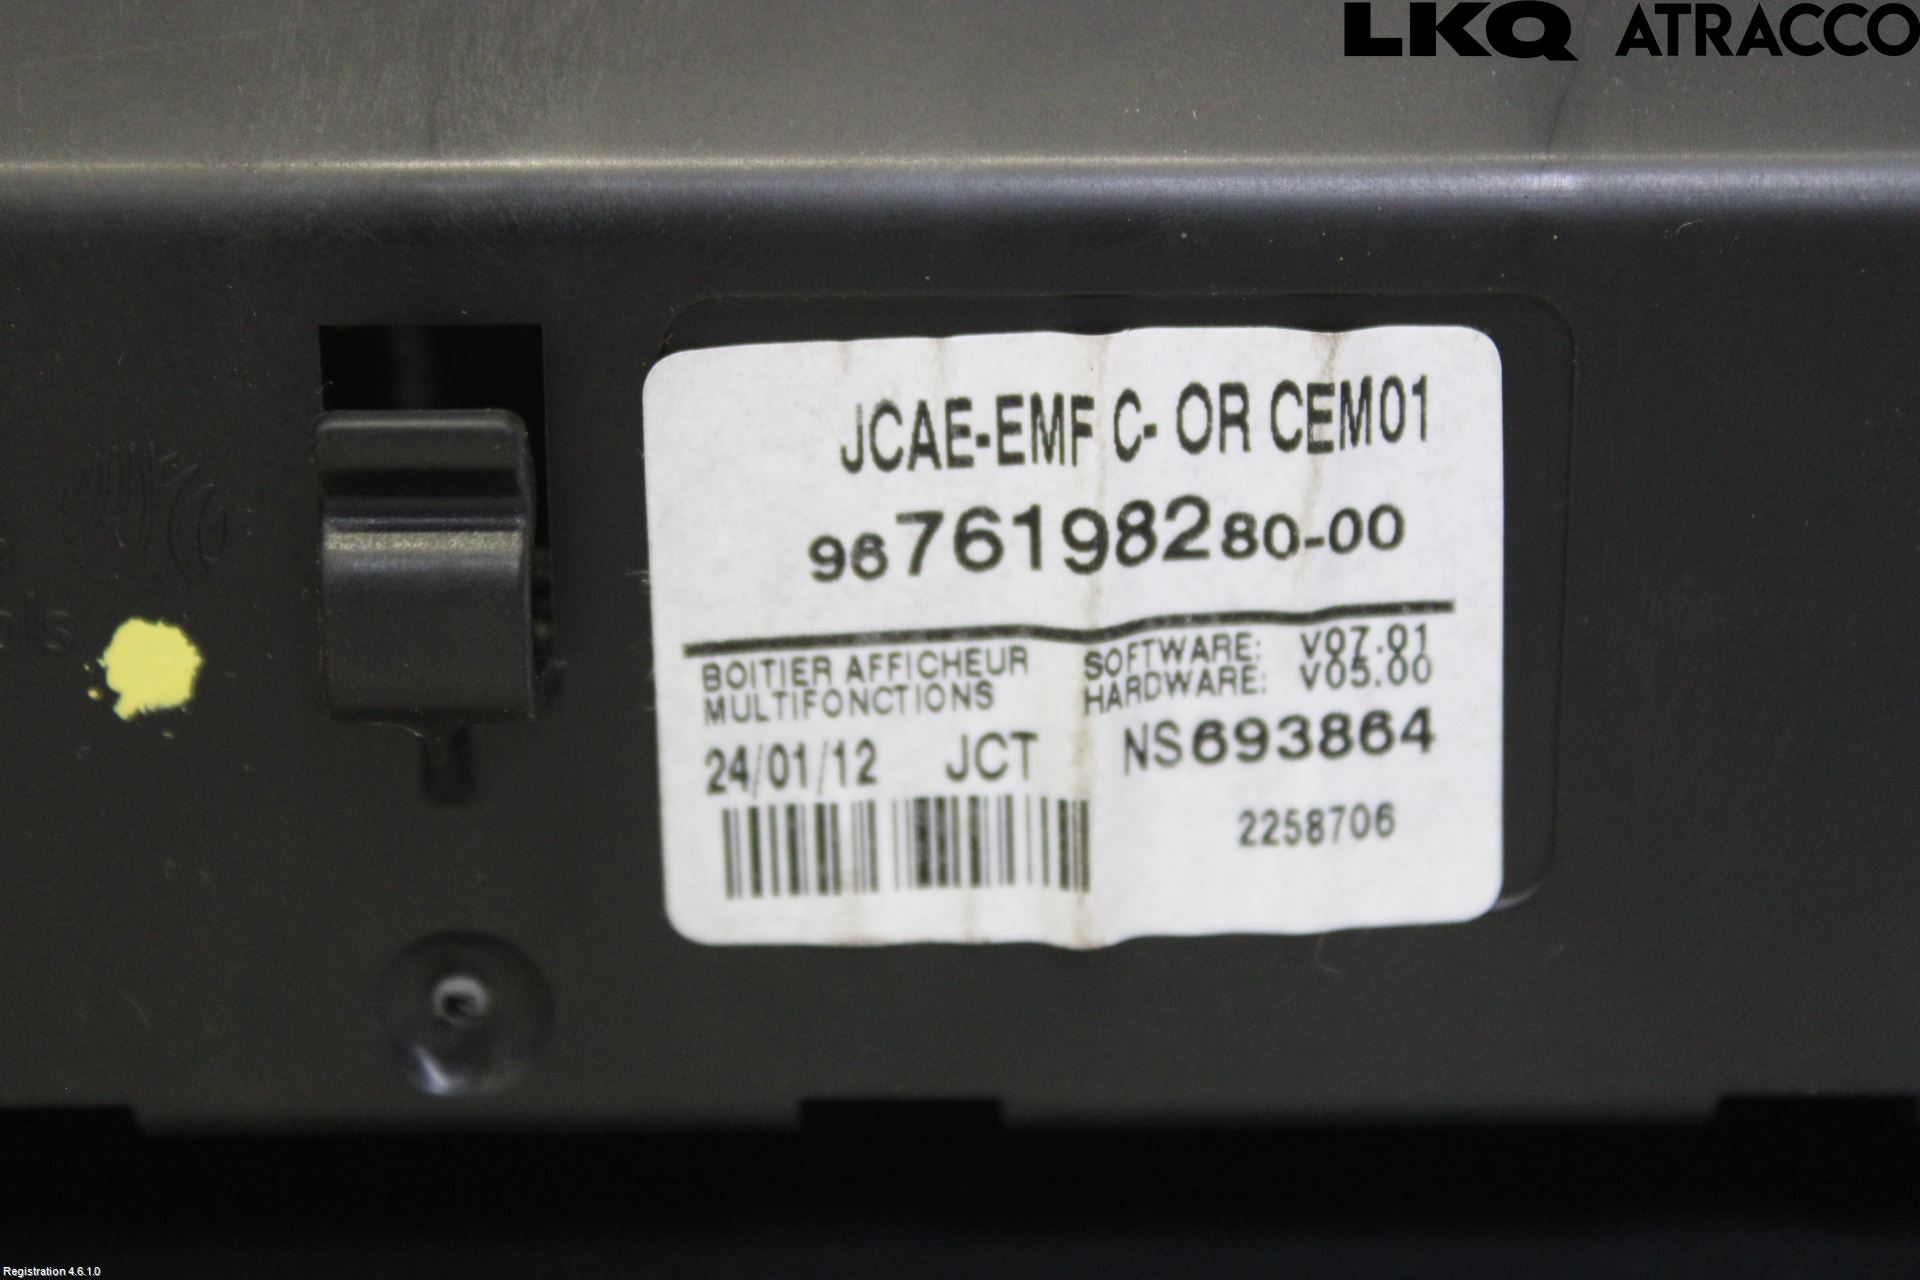 LKQ ATRACCO
JCAE-EMF C- OR CEM01
9676198280-00
BOITIER AFFICHEUR
MULTIFONCTIONS
SOFTWARE: V07.01
HARDWARE: V05.00
24/01/12 JCT NS693864
2258706
Registration 4.6.1.0